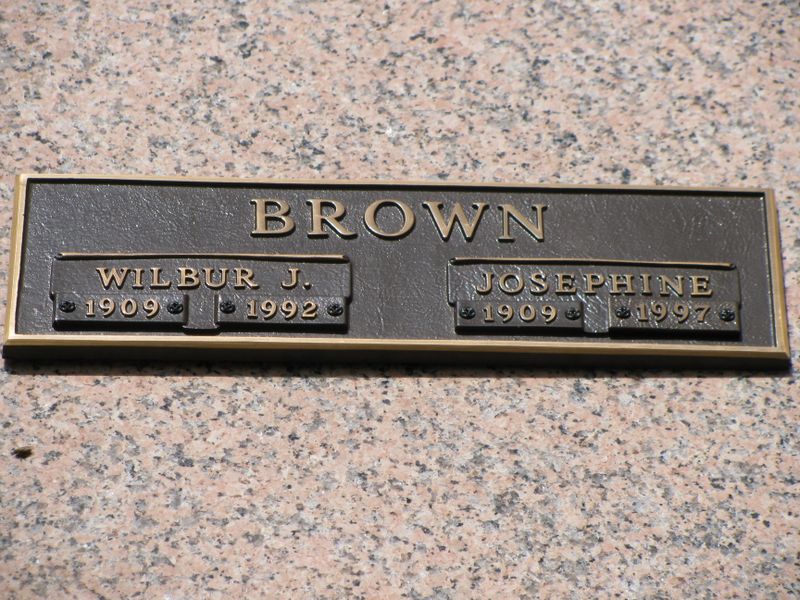 BROWN
WILBUR J.
1909 1992
JOSEPHINE
1909 1997